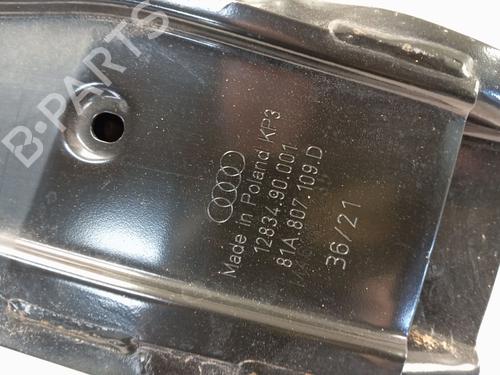 B-PARTS
Made in Poland KP3
12834.90.001
81A.807.109.D
36/21